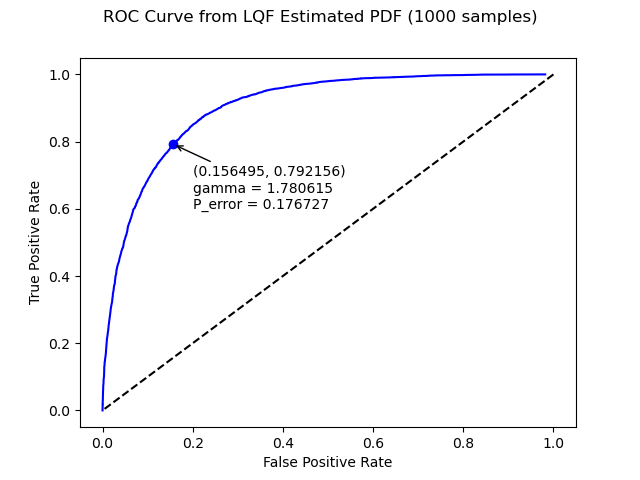 ROC Curve from LQF Estimated PDF (1000 samples)
1.0
0.8
0.6
0.4
0.2
0.0
True Positive Rate
(0.156495, 0.792156)
gamma = 1.780615
P_error = 0.176727
0.0 0.2 0.4 0.6 0.8 1.0
False Positive Rate